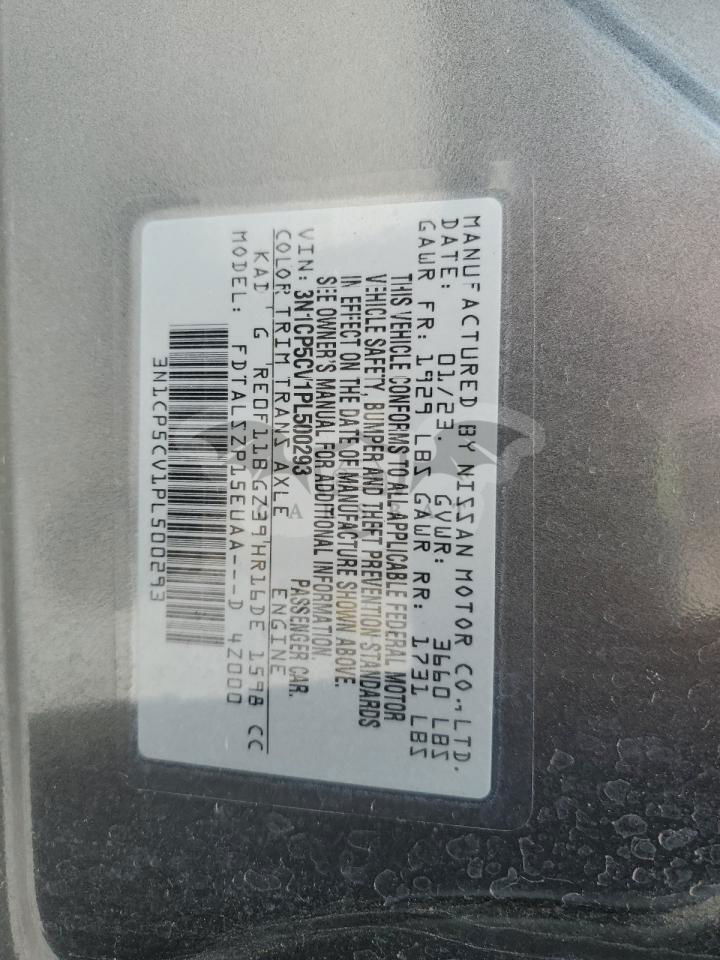 MANUFACTURED BY NISSAN MOTOR CO., LTD.
DATE: 01/23. GVWR: 3660 LBS
GAWR FR: 1929 LBS GAWR RR: 1731 LBS
THIS VEHICLE CONFORMS TO ALL APPLICABLE FEDERAL MOTOR
VEHICLE SAFETY, BUMPER AND THEFT PREVENTION STANDARDS
IN EFFECT ON THE DATE OF MANUFACTURE SHOWN ABOVE.
SEE OWNER'S MANUAL FOR ADDITIONAL INFORMATION.
VIN: 3N1CP5CV1PL500293 PASSENGER CAR.
COLOR TRIM TRANS AXLE ENGINE
KAD G RE0F11B GZ39 HR16DE 1598 CC
MODEL: FDTALSZP15EUAA---D 4Z000
3N1CP5CV1PL500293